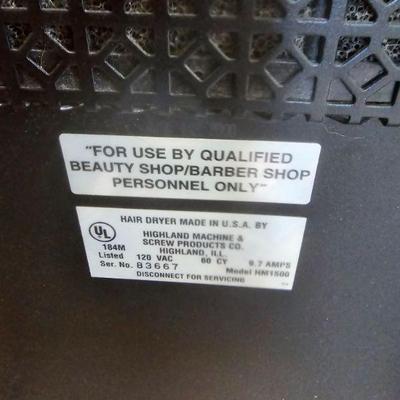 "FOR USE BY QUALIFIED
BEAUTY SHOP/BARBER SHOP
PERSONNEL ONLY"
HAIR DRYER MADE IN U.S.A. BY
UL
HIGHLAND MACHINE &
184M SCREW PRODUCTS CO.
HIGHLAND, ILL.
Listed 120 VAC 60 CY 9.7 AMPS
Ser. No. 83667 Model HM1500
DISCONNECT FOR SERVICING